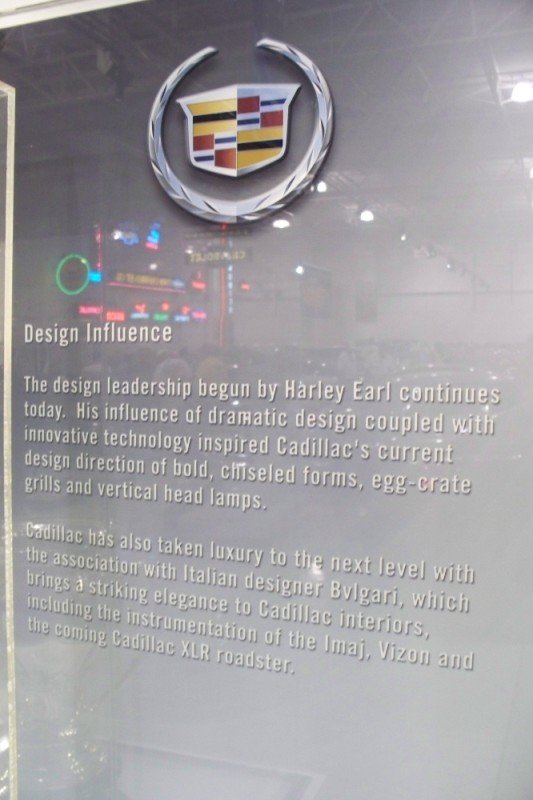 Design Influence
The design leadership begun by Harley Earl continues
today. His influence of dramatic design coupled with
innovative technology inspired Cadillac's current
design direction of bold, chiseled forms, egg-crate
grills and vertical head lamps.
Cadillac has also taken luxury to the next level with
the association with Italian designer Bvlgari, which
brings a striking elegance to Cadillac interiors,
including the instrumentation of the Imaj, Vizon and
the coming Cadillac XLR roadster.